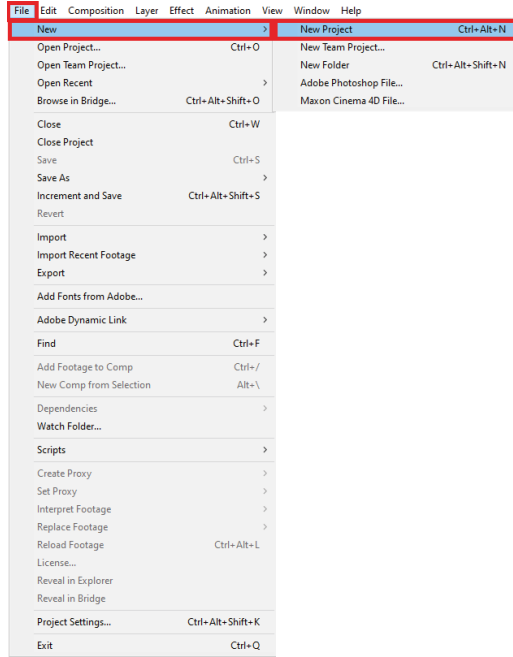 File Edit Composition Layer Effect Animation View Window Help
New >
New Project Ctrl+Alt+N
Open Project... Ctrl+O
New Team Project...
Open Team Project...
New Folder Ctrl+Alt+Shift+N
Open Recent >
Adobe Photoshop File...
Browse in Bridge... Ctrl+Alt+Shift+O
Maxon Cinema 4D File...
Close Ctrl+W
Close Project
Save Ctrl+S
Save As >
Increment and Save Ctrl+Alt+Shift+S
Revert
Import >
Import Recent Footage >
Export >
Add Fonts from Adobe...
Adobe Dynamic Link >
Find Ctrl+F
Add Footage to Comp Ctrl+/
New Comp from Selection Alt+\
Dependencies >
Watch Folder...
Scripts >
Create Proxy >
Set Proxy >
Interpret Footage >
Replace Footage >
Reload Footage Ctrl+Alt+L
License...
Reveal in Explorer
Reveal in Bridge
Project Settings... Ctrl+Alt+Shift+K
Exit Ctrl+Q